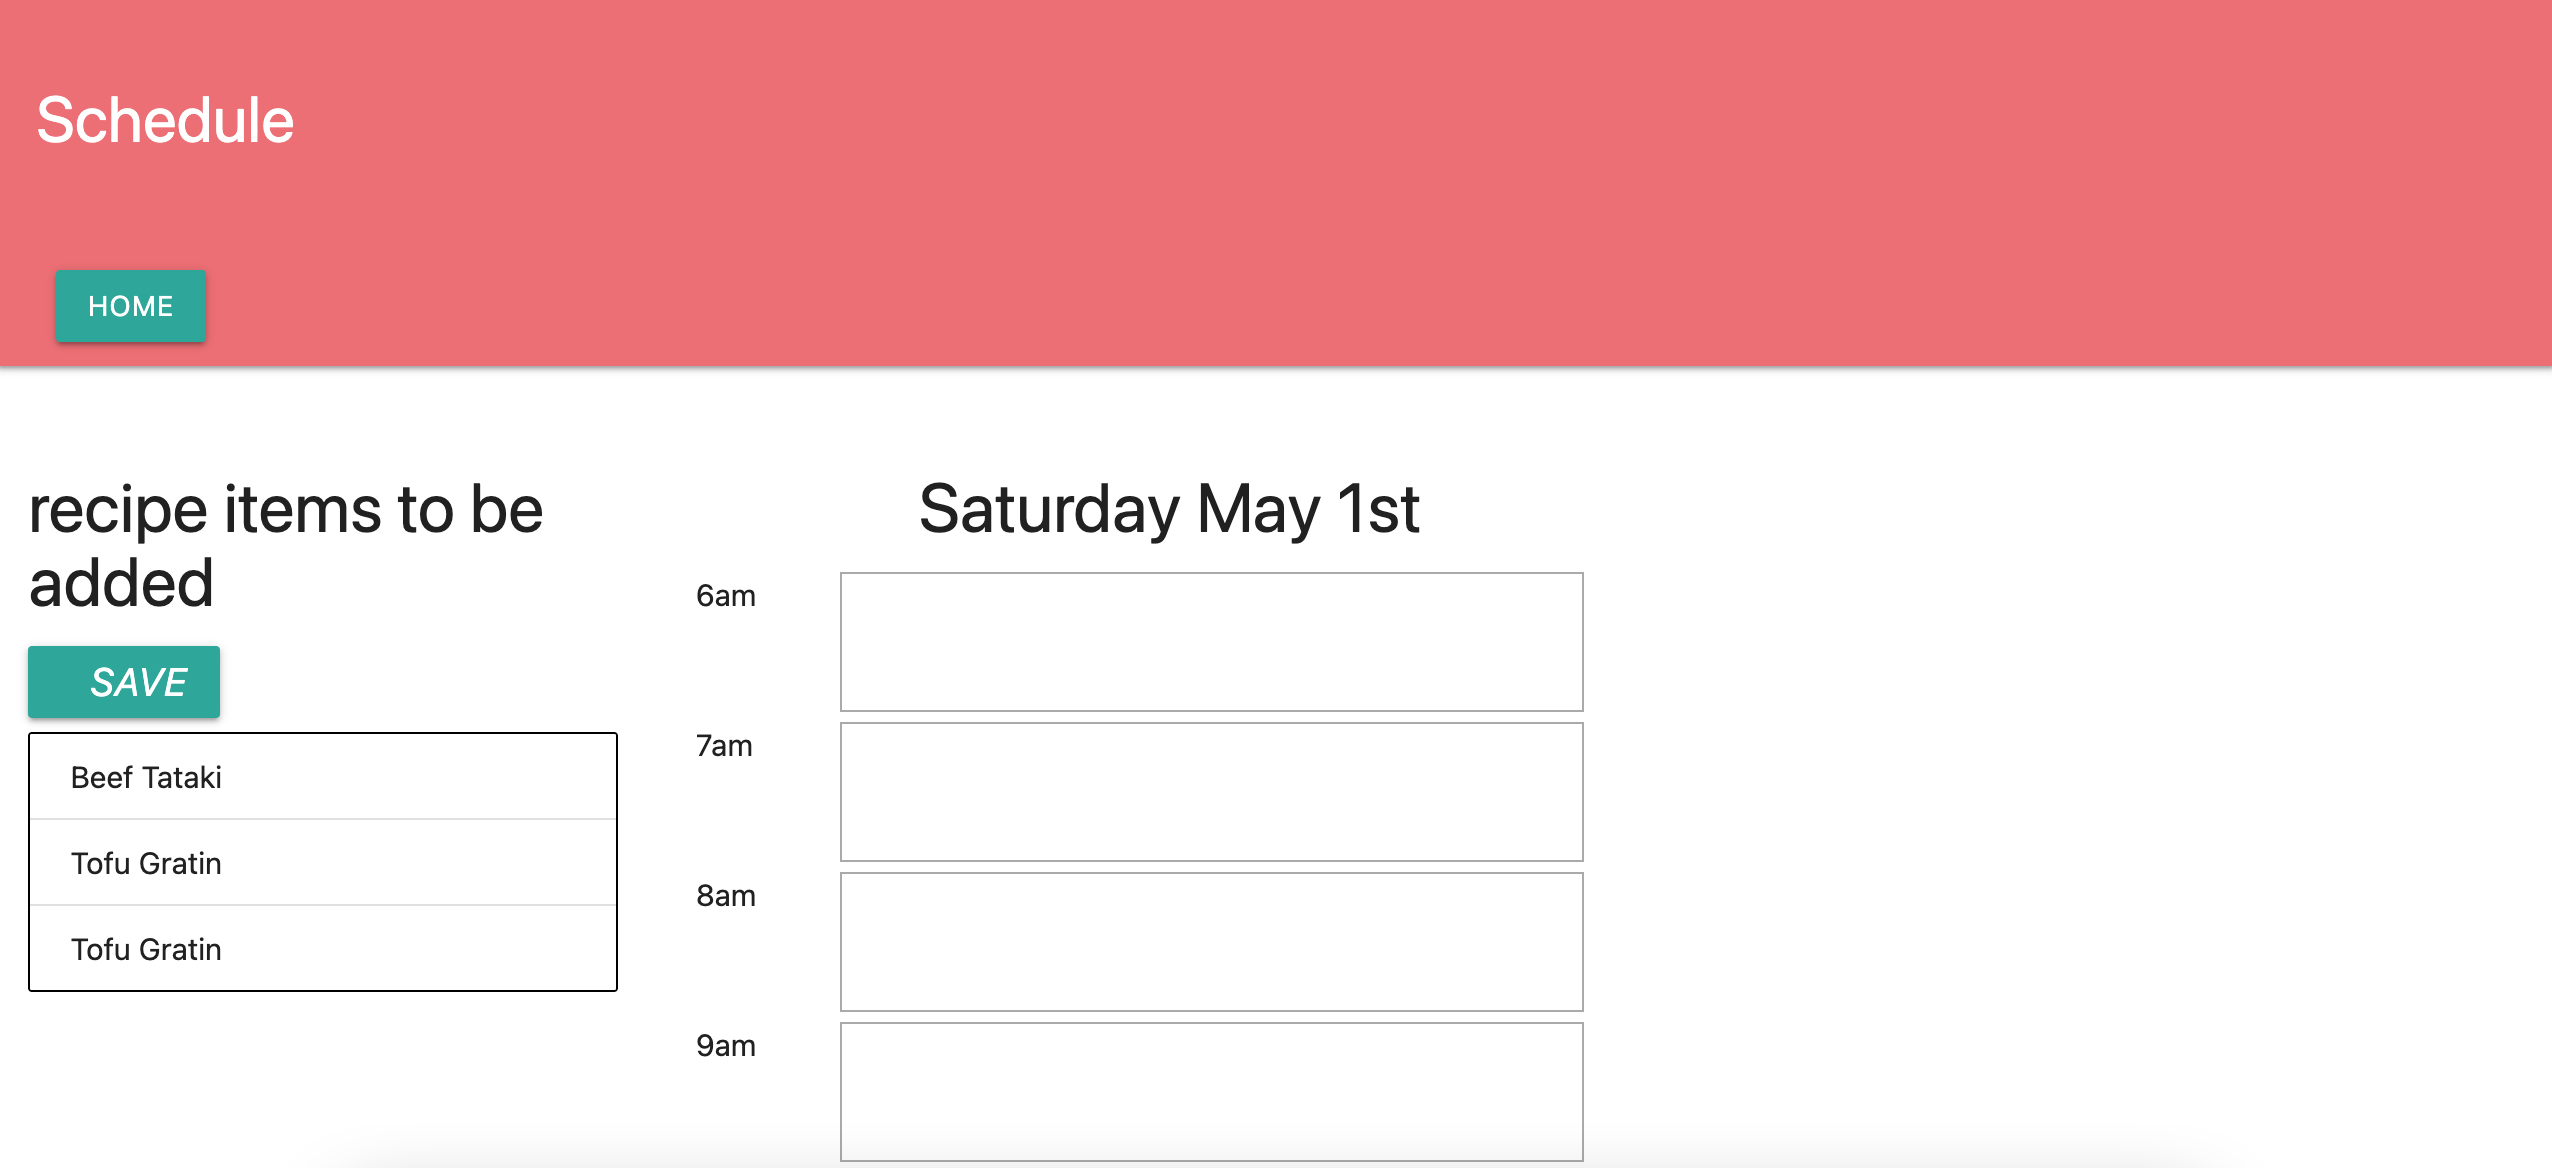 Schedule
HOME
recipe items to be
added
SAVE
Beef Tataki
Tofu Gratin
Tofu Gratin
Saturday May 1st
6am
7am
8am
9am